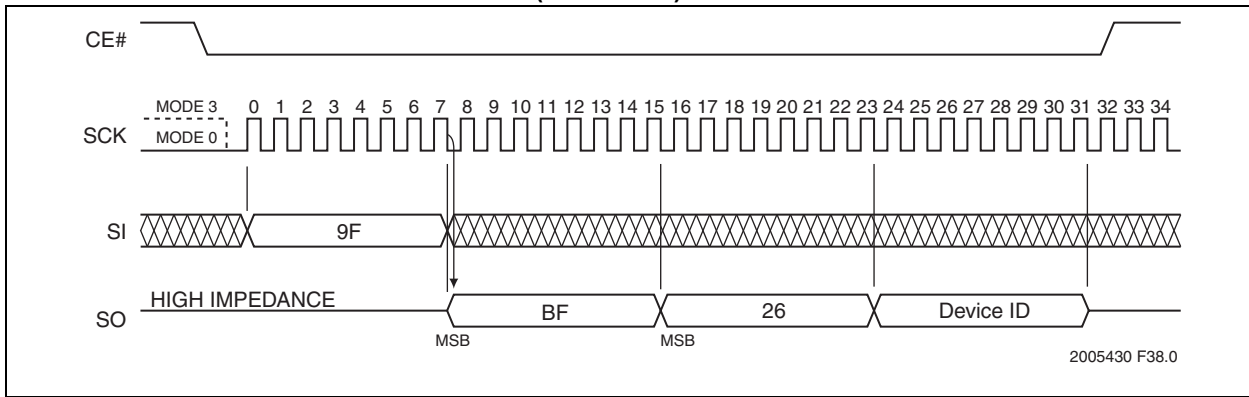 CE#
MODE 3
0 1 2 3 4 5 6 7 8 9 10 11 12 13 14 15 16 17 18 19 20 21 22 23 24 25 26 27 28 29 30 31 32 33 34
SCK
MODE 0
SI
9F
HIGH IMPEDANCE
SO
BF
26
Device ID
MSB
MSB
2005430 F38.0